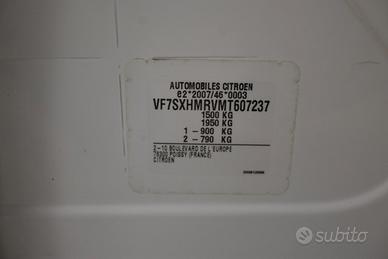 AUTOMOBILES CITROEN
e2*2007/46*0003
VF7SXHMRVMT607237
1500 KG
1950 KG
1 - 900 KG
2 - 790 KG
2-10 BOULEVARD DE L'EUROPE
78300 POISSY (FRANCE)
CITROEN
subito